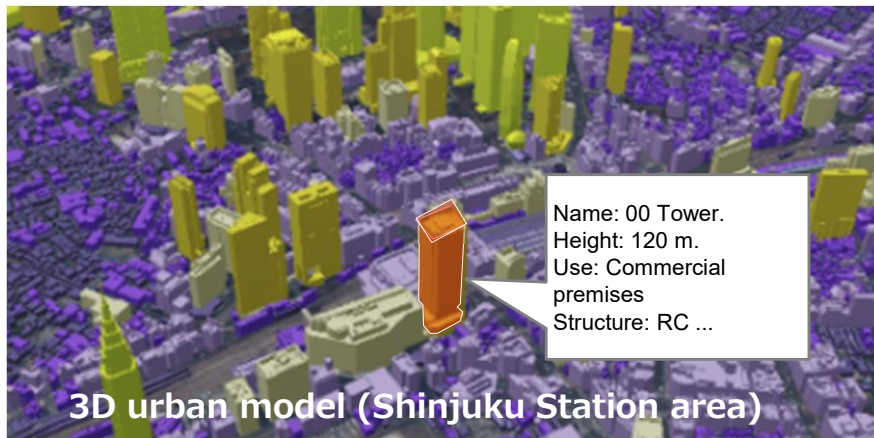 Name: 00 Tower.
Height: 120 m.
Use: Commercial
premises
Structure: RC ...
3D urban model (Shinjuku Station area)